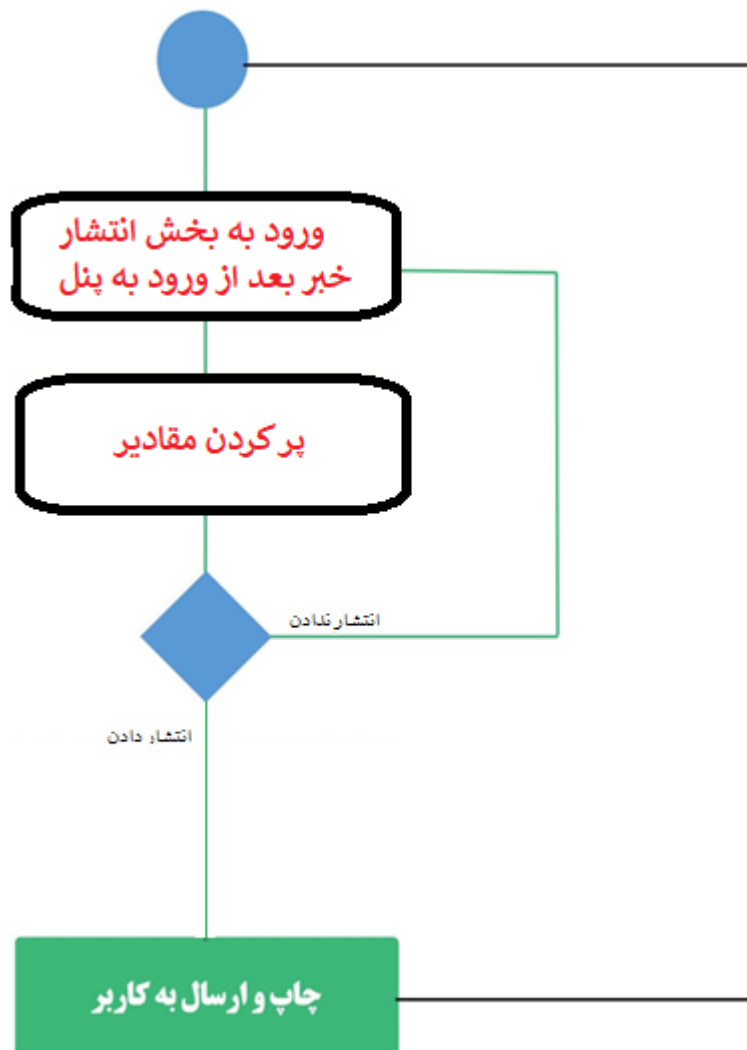 ورود به بخش انتشار
خبر بعد از ورود به پنل
پر کردن مقادیر
انتشار ندادن
انتشار دادن
چاپ و ارسال به کاربر